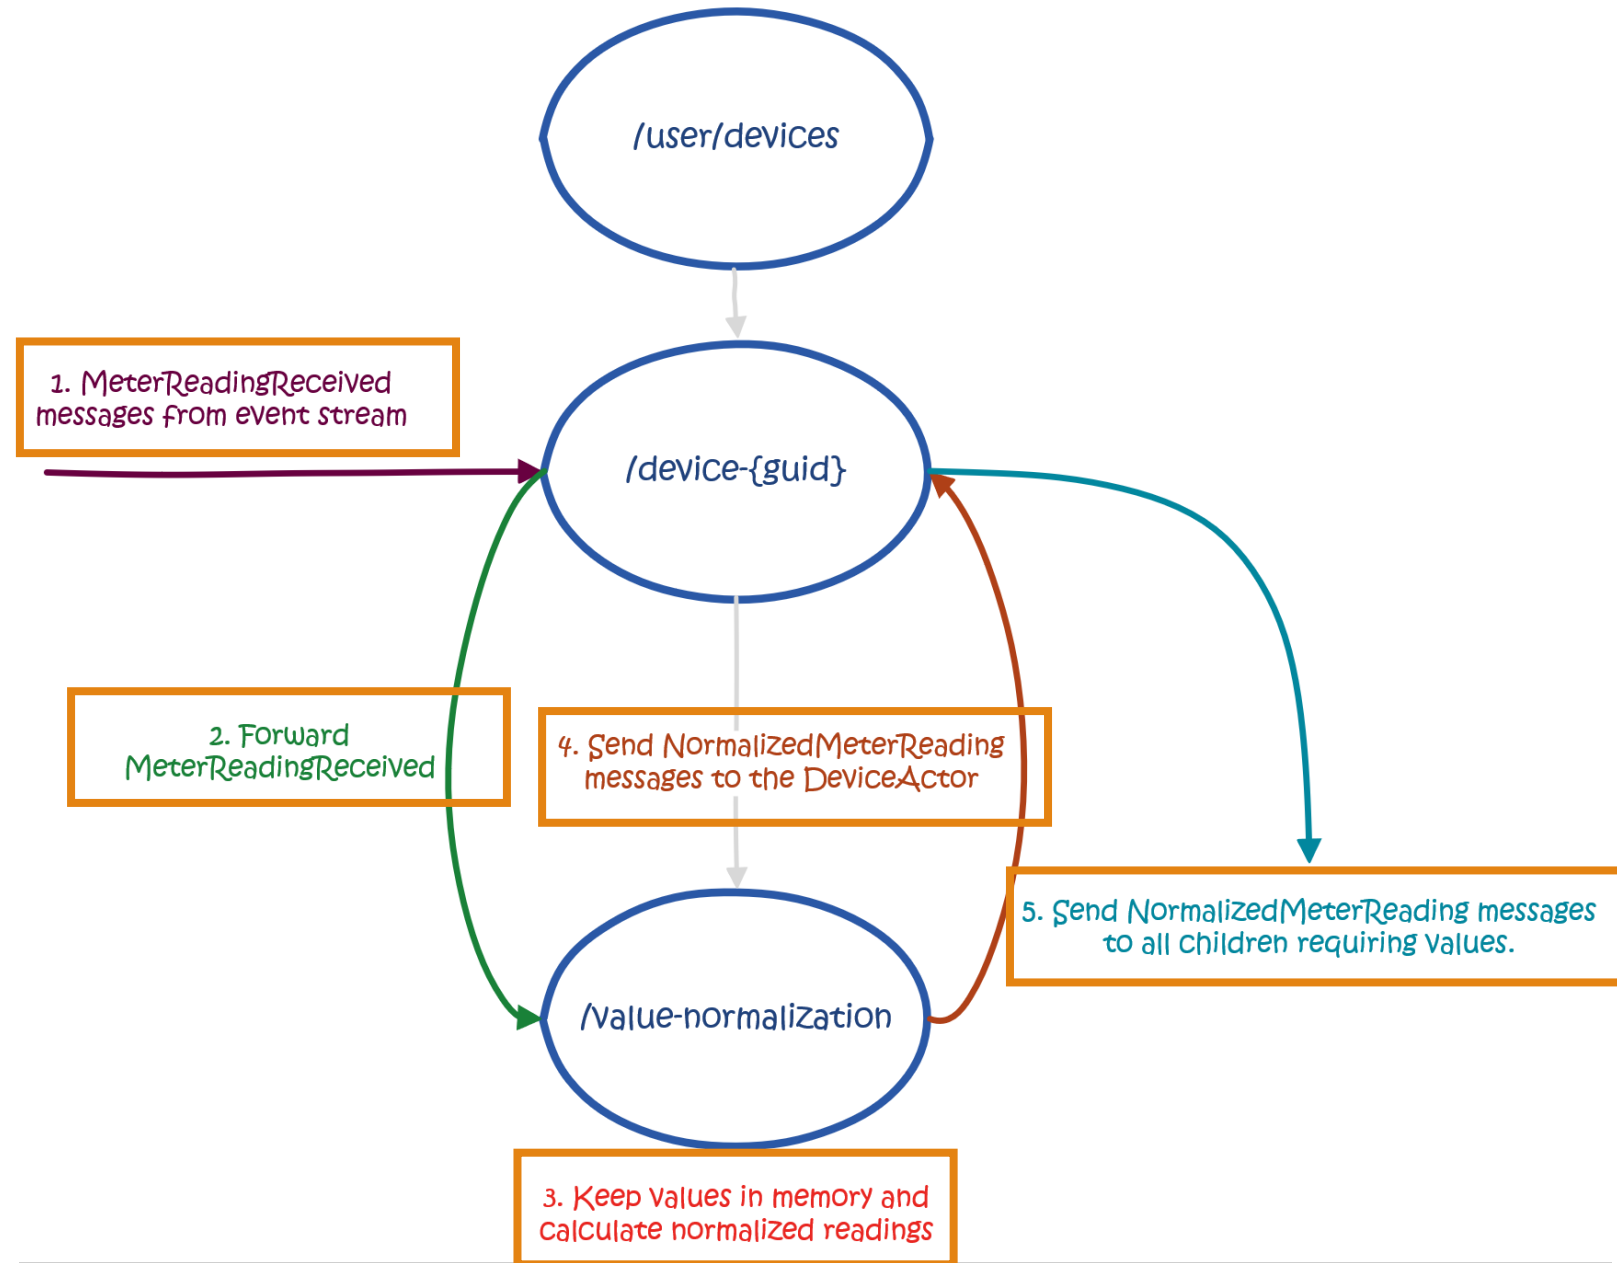 /user/devices
1. MeterReadingReceived
messages from event stream
/device-{guid}
2. Forward
MeterReadingReceived
4. Send NormalizedMeterReading
messages to the DeviceActor
5. Send NormalizedMeterReading messages
to all children requiring values.
/value-normalization
3. Keep values in memory and
calculate normalized readings